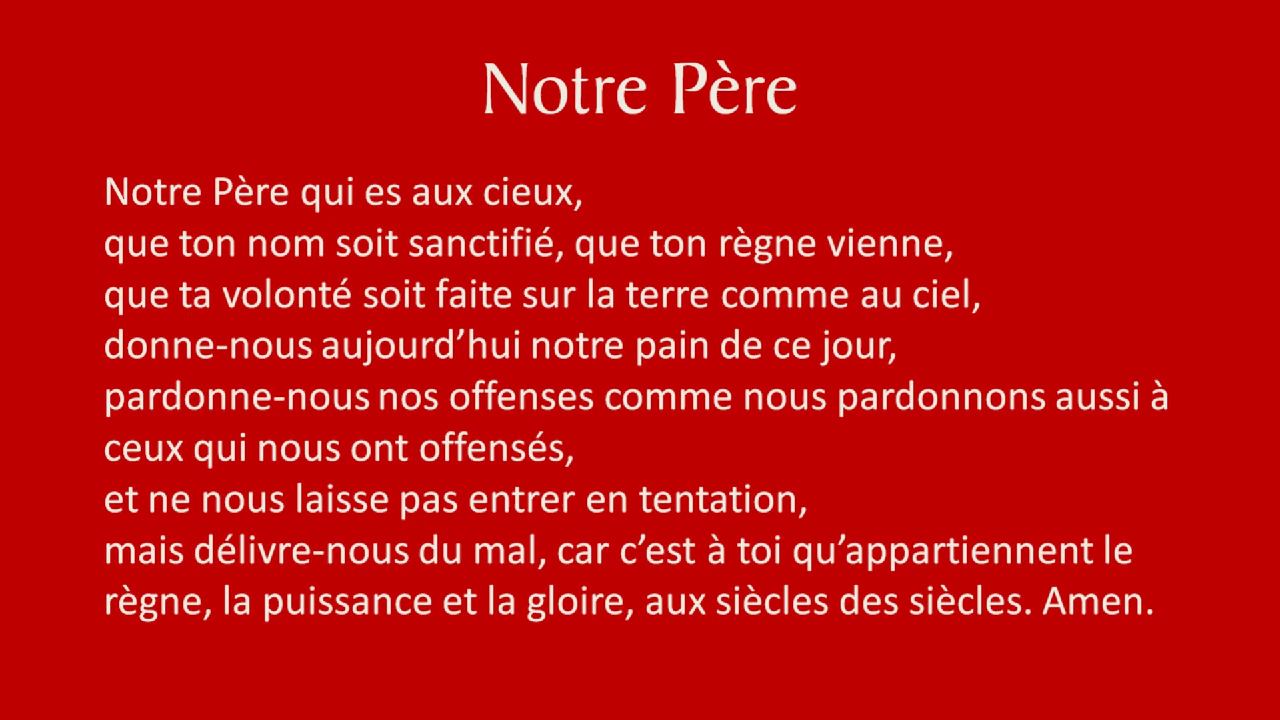 Notre Père
Notre Père qui es aux cieux,
que ton nom soit sanctifié, que ton règne vienne,
que ta volonté soit faite sur la terre comme au ciel,
donne-nous aujourd’hui notre pain de ce jour,
pardonne-nous nos offenses comme nous pardonnons aussi à
ceux qui nous ont offensés,
et ne nous laisse pas entrer en tentation,
mais délivre-nous du mal, car c’est à toi qu’appartiennent le
règne, la puissance et la gloire, aux siècles des siècles. Amen.